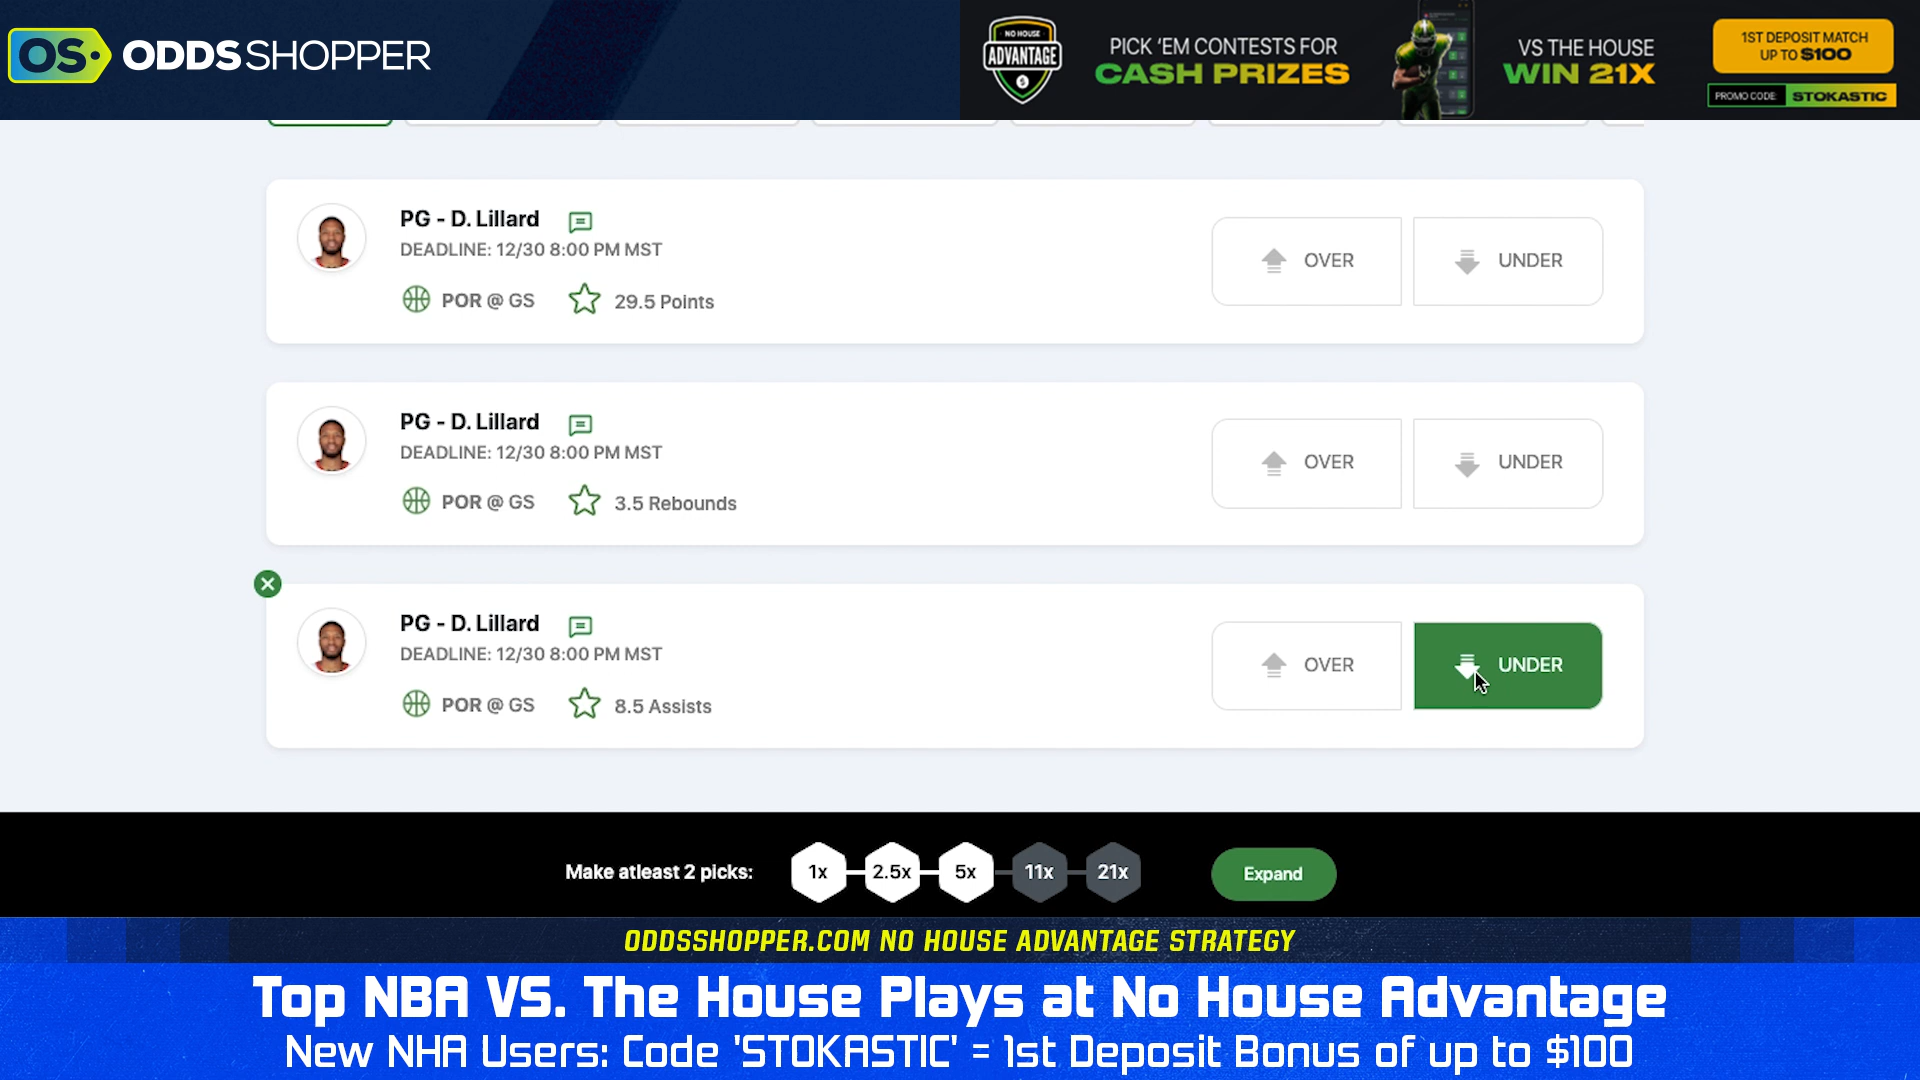 OS.
ODDSSHOPPER
NO HOUSE
ADVANTAGE
PICK 'EM CONTESTS FOR
CASH PRIZES
VS THE HOUSE
WIN 21X
1ST DEPOSIT MATCH
UP TO $100
PROMO CODE STOKASTIC
PG - D. Lillard
DEADLINE: 12/30 8:00 PM MST
POR @ GS 29.5 Points
OVER UNDER
PG - D. Lillard
DEADLINE: 12/30 8:00 PM MST
POR @ GS 3.5 Rebounds
OVER UNDER
PG - D. Lillard
DEADLINE: 12/30 8:00 PM MST
POR @ GS 8.5 Assists
OVER UNDER
Make atleast 2 picks: 1x 2.5x 5x 11x 21x Expand
ODDSSHOPPER.COM NO HOUSE ADVANTAGE STRATEGY
Top NBA VS. The House Plays at No House Advantage
New NHA Users: Code 'STOKASTIC' = 1st Deposit Bonus of up to $100